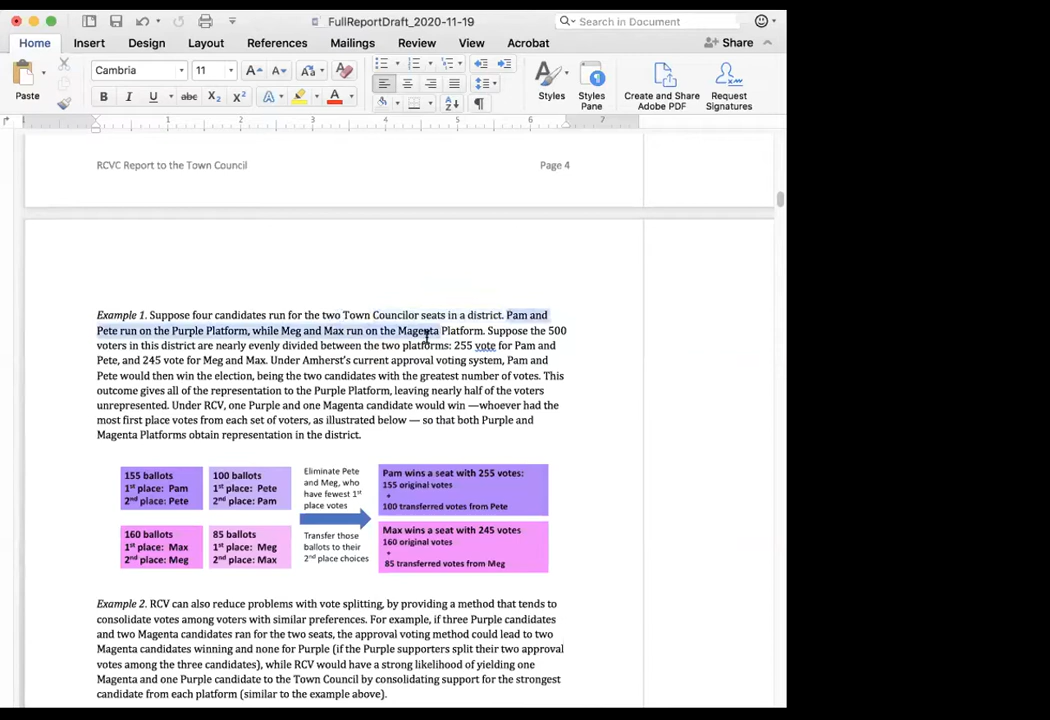 FullReportDraft_2020-11-19
Search in Document
Home Insert Design Layout References Mailings Review View Acrobat Share
Cambria 11
Paste
B I U abc X2 X2 A A
Styles
Styles Pane
Create and Share Adobe PDF
Request Signatures
1 1 2 3 4 5 6 7
RCVC Report to the Town Council Page 4
Example 1. Suppose four candidates run for the two Town Councilor seats in a district. Pam and
Pete run on the Purple Platform, while Meg and Max run on the Magenta Platform. Suppose the 500
voters in this district are nearly evenly divided between the two platforms: 255 vote for Pam and
Pete, and 245 vote for Meg and Max. Under Amherst's current approval voting system, Pam and
Pete would then win the election, being the two candidates with the greatest number of votes. This
outcome gives all of the representation to the Purple Platform, leaving nearly half of the voters
unrepresented. Under RCV, one Purple and one Magenta candidate would win —whoever had the
most first place votes from each set of voters, as illustrated below — so that both Purple and
Magenta Platforms obtain representation in the district.
155 ballots
1st place: Pam
2nd place: Pete
100 ballots
1st place: Pete
2nd place: Pam
160 ballots
1st place: Max
2nd place: Meg
85 ballots
1st place: Meg
2nd place: Max
Eliminate Pete
and Meg, who
have fewest 1st
place votes
Transfer those
ballots to their
2nd place choices
Pam wins a seat with 255 votes:
155 original votes
+
100 transferred votes from Pete
Max wins a seat with 245 votes
160 original votes
+
85 transferred votes from Meg
Example 2. RCV can also reduce problems with vote splitting, by providing a method that tends to
consolidate votes among voters with similar preferences. For example, if three Purple candidates
and two Magenta candidates ran for the two seats, the approval voting method could lead to two
Magenta candidates winning and none for Purple (if the Purple supporters split their two approval
votes among the three candidates), while RCV would have a strong likelihood of yielding one
Magenta and one Purple candidate to the Town Council by consolidating support for the strongest
candidate from each platform (similar to the example above).